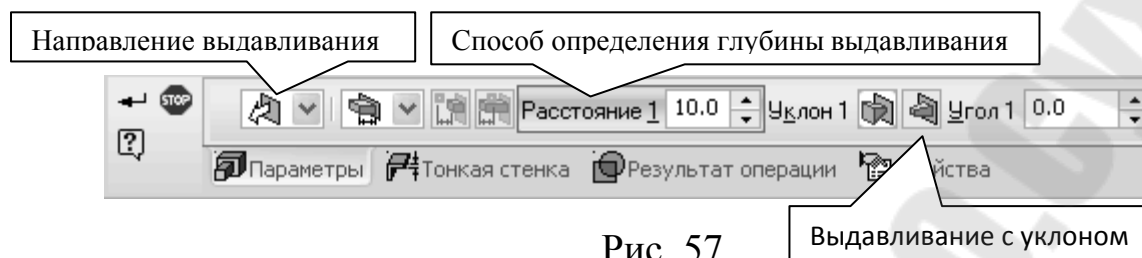 Направление выдавливания
Способ определения глубины выдавливания
STOP
Расстояние 1 10.0 Уклон 1 Угол 1 0.0
Параметры Тонкая стенка Результат операции
Выдавливание с уклоном
Рис. 57